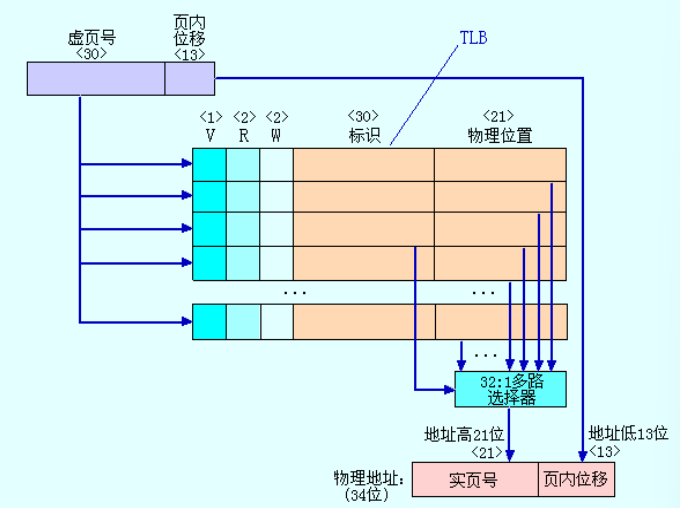 虚页号
<30>
页内
位移
<13>
TLB
<1> <2> <2> <30> <21>
V R W 标识 物理位置
... ...
...
32:1多路
选择器
地址高21位
<21>
地址低13位
<13>
物理地址:
(34位)
实页号
页内位移